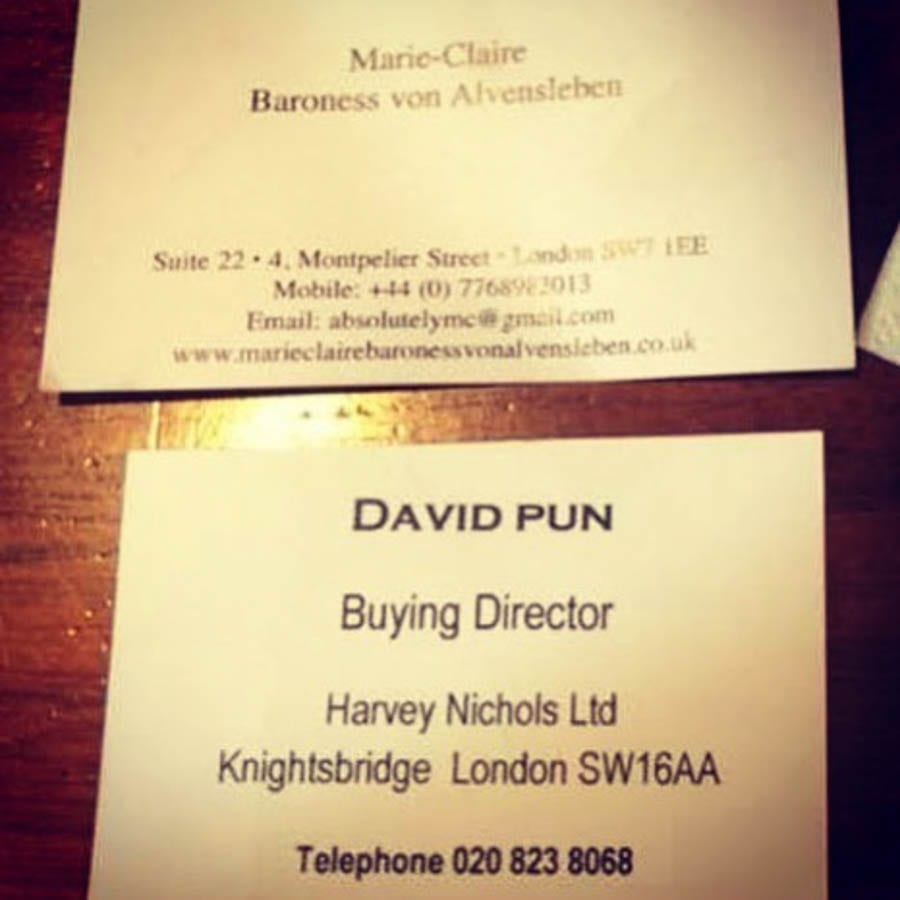 Marie-Claire
Baroness von Alvensleben
Suite 22 • 4, Montpelier Street - London SW7 1EE
Mobile: +44 (0) 7768982013
Email: absolutelymc@gmail.com
www.marieclairebaronessvonalvensleben.co.uk
DAVID PUN
Buying Director
Harvey Nichols Ltd
Knightsbridge London SW16AA
Telephone 020 823 8068